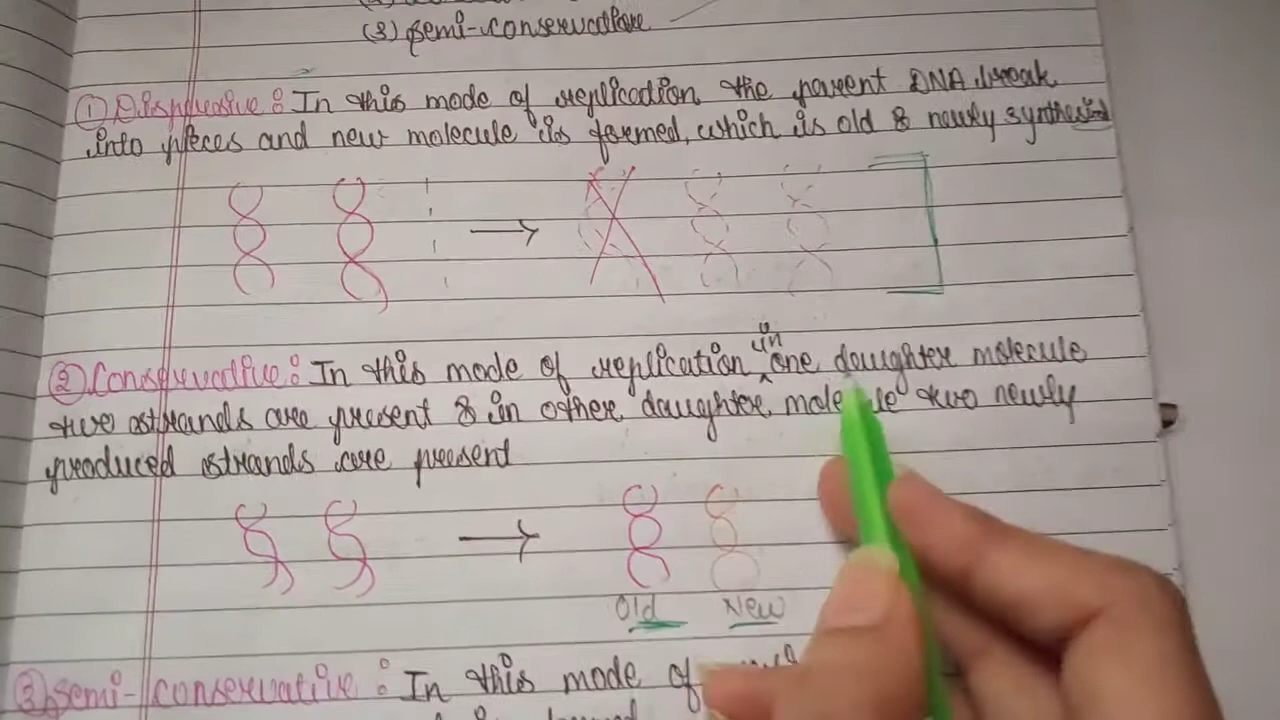 (3) semi-conservative
① Dispersive: In this mode of replication the parent DNA break
into pieces and new molecule is formed, which is old & newly synthesized
② Conservative: In this mode of replication in one daughter molecule
two strands are present & in other daughter molecule two newly
produced strands are present
Old New
③ semi-conservative: In this mode of